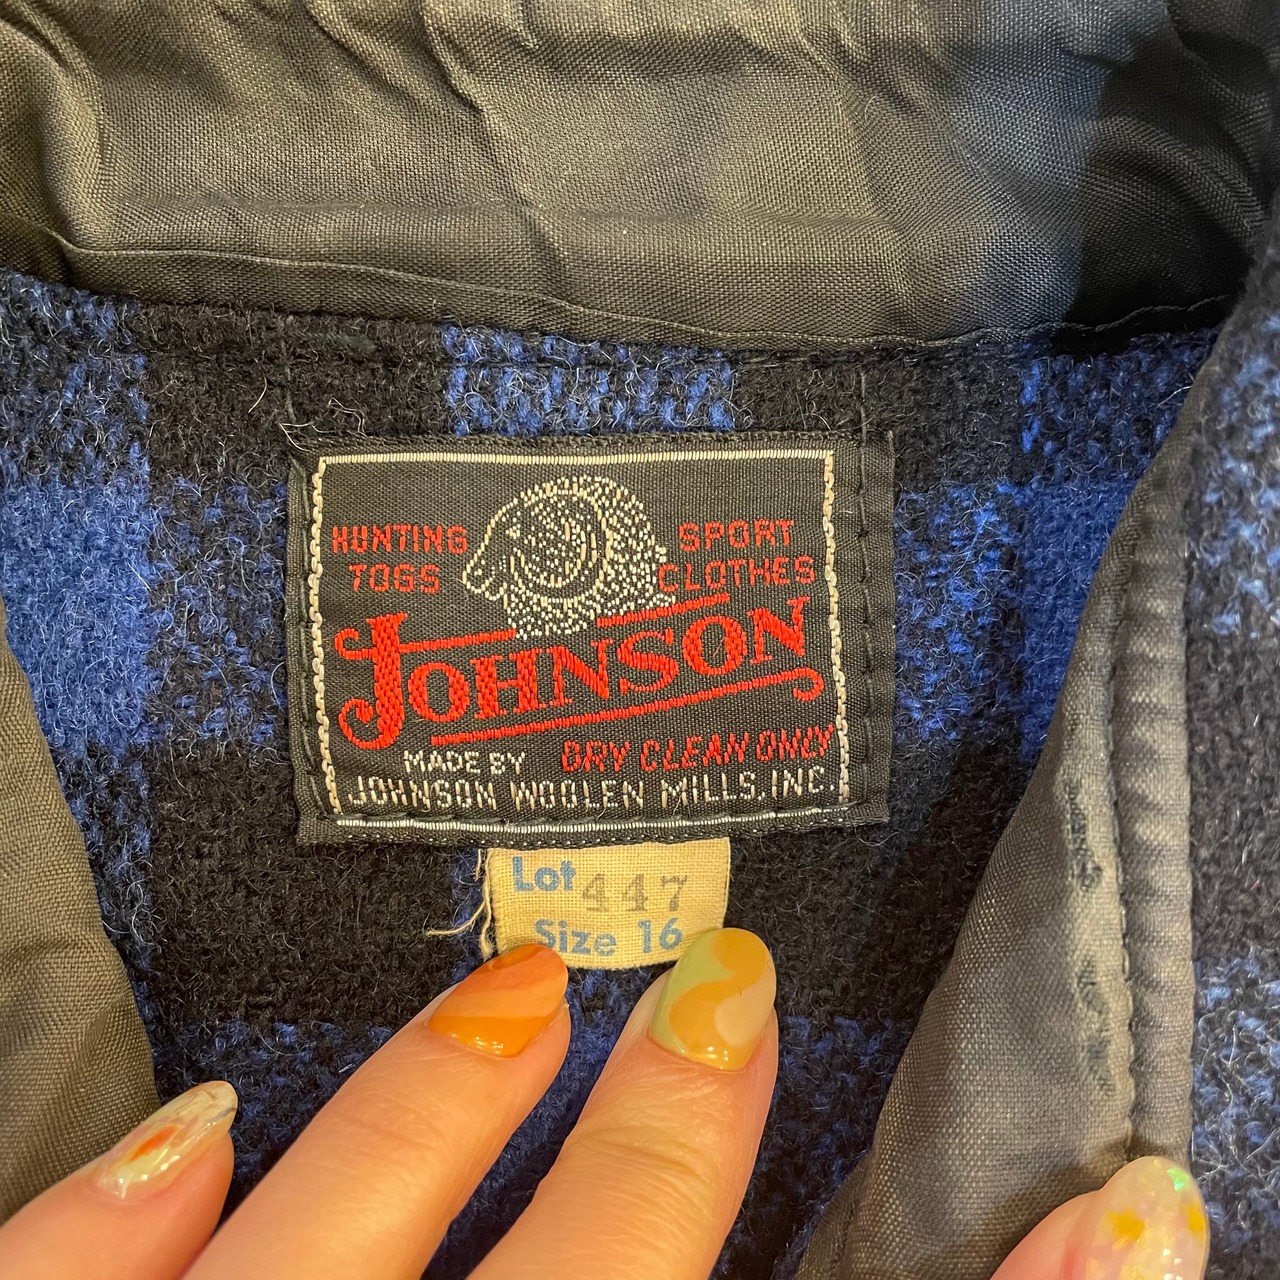 HUNTING TOGS
SPORT CLOTHES
JOHNSON
MADE BY DRY CLEAN ONLY
JOHNSON WOOLEN MILLS, INC.
Lot 447
Size 16